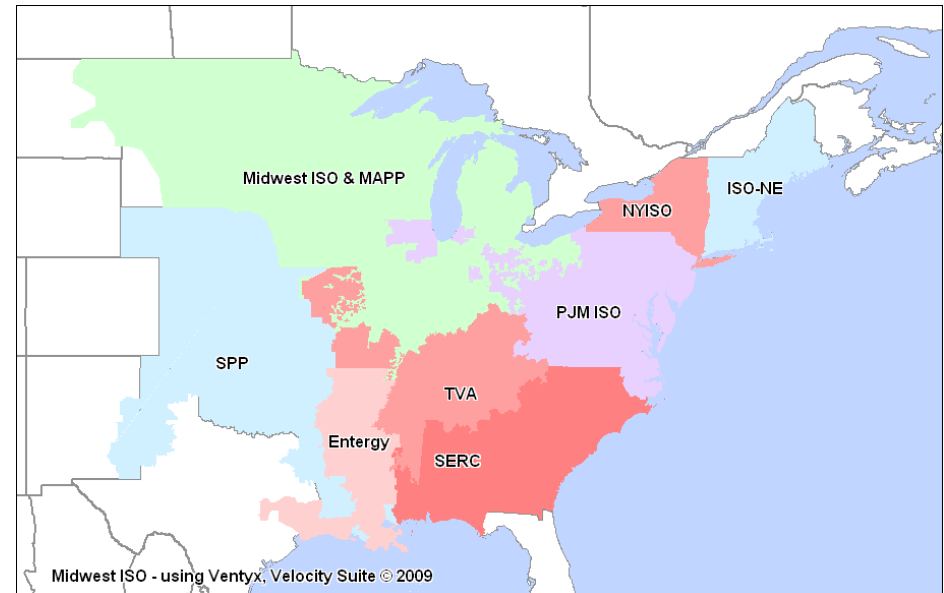 Midwest ISO & MAPP
ISO-NE
NYISO
PJM ISO
SPP
TVA
Entergy
SERC
Midwest ISO - using Ventyx, Velocity Suite © 2009